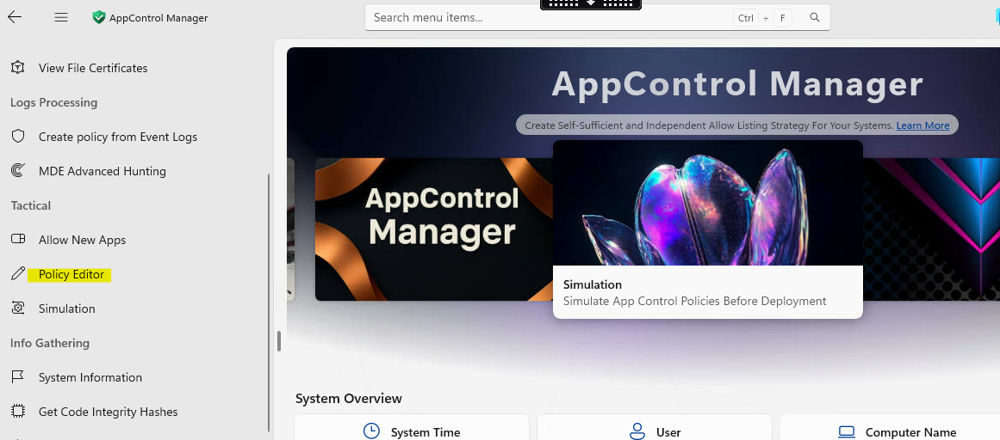 AppControl Manager
Search menu items...
Ctrl + F
View File Certificates
Logs Processing
Create policy from Event Logs
MDE Advanced Hunting
Tactical
Allow New Apps
Policy Editor
Simulation
Info Gathering
System Information
Get Code Integrity Hashes
AppControl Manager
Create Self-Sufficient and Independent Allow Listing Strategy For Your Systems. Learn More
AppControl
Manager
Simulation
Simulate App Control Policies Before Deployment
System Overview
System Time
User
Computer Name